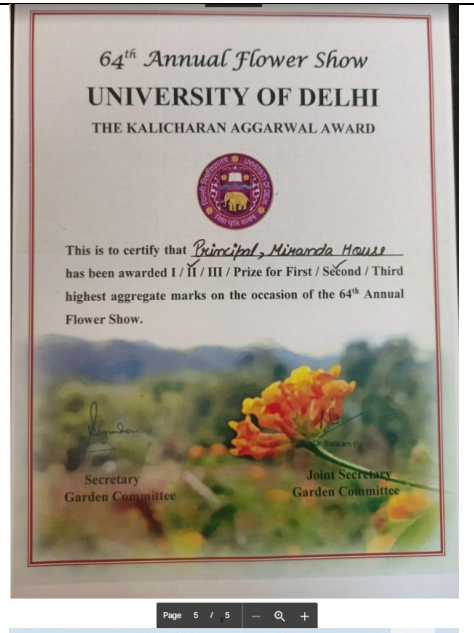 64th Annual Flower Show
UNIVERSITY OF DELHI
THE KALICHARAN AGGARWAL AWARD
This is to certify that Principal, Miranda House
has been awarded I / II / III / Prize for First / Second / Third
highest aggregate marks on the occasion of the 64th Annual
Flower Show.
Secretary
Garden Committee
Joint Secretary
Garden Committee
Page 5 / 5